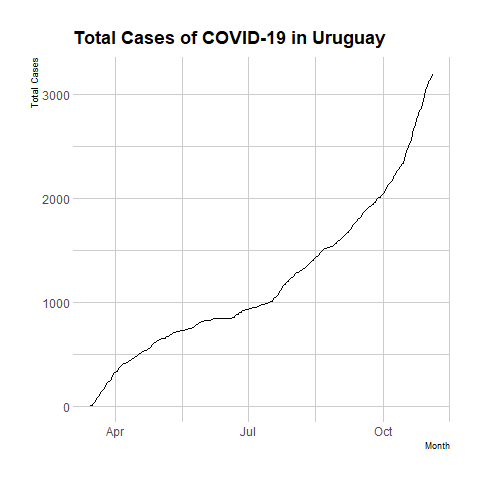 Total Cases of COVID-19 in Uruguay
Total Cases
3000
2000
1000
0
Apr Jul Oct
Month